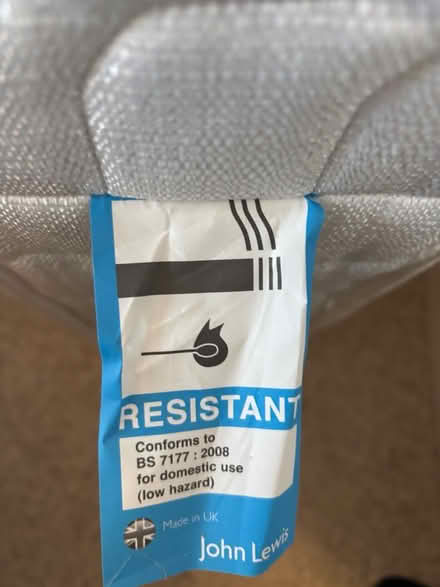 RESISTANT
Conforms to
BS 7177 : 2008
for domestic use
(low hazard)
Made in UK
John Lewis